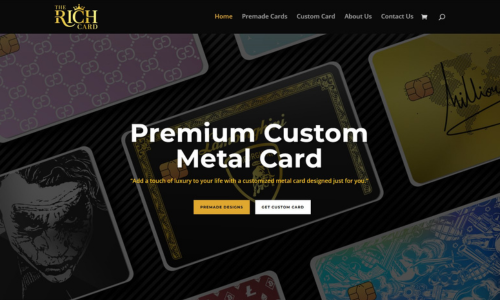 THE
RICH
CARD
Home Premade Cards Custom Card About Us Contact Us
Lamborghini
Premium Custom
Metal Card
"Add a touch of luxury to your life with a customized metal card designed just for you."
PREMADE DESIGNS GET CUSTOM CARD